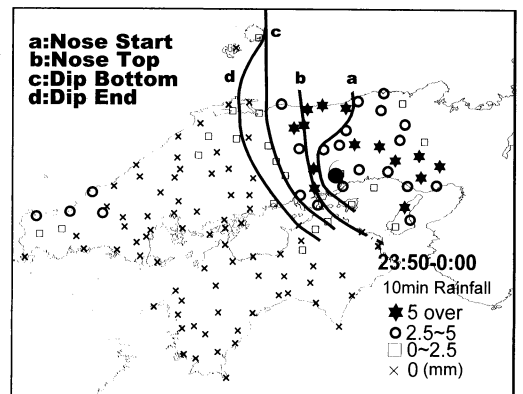 a:Nose Start
b:Nose Top
c:Dip Bottom
d:Dip End
c
d
b
a
23:50-0:00
10min Rainfall
5 over
2.5~5
0~2.5
0 (mm)